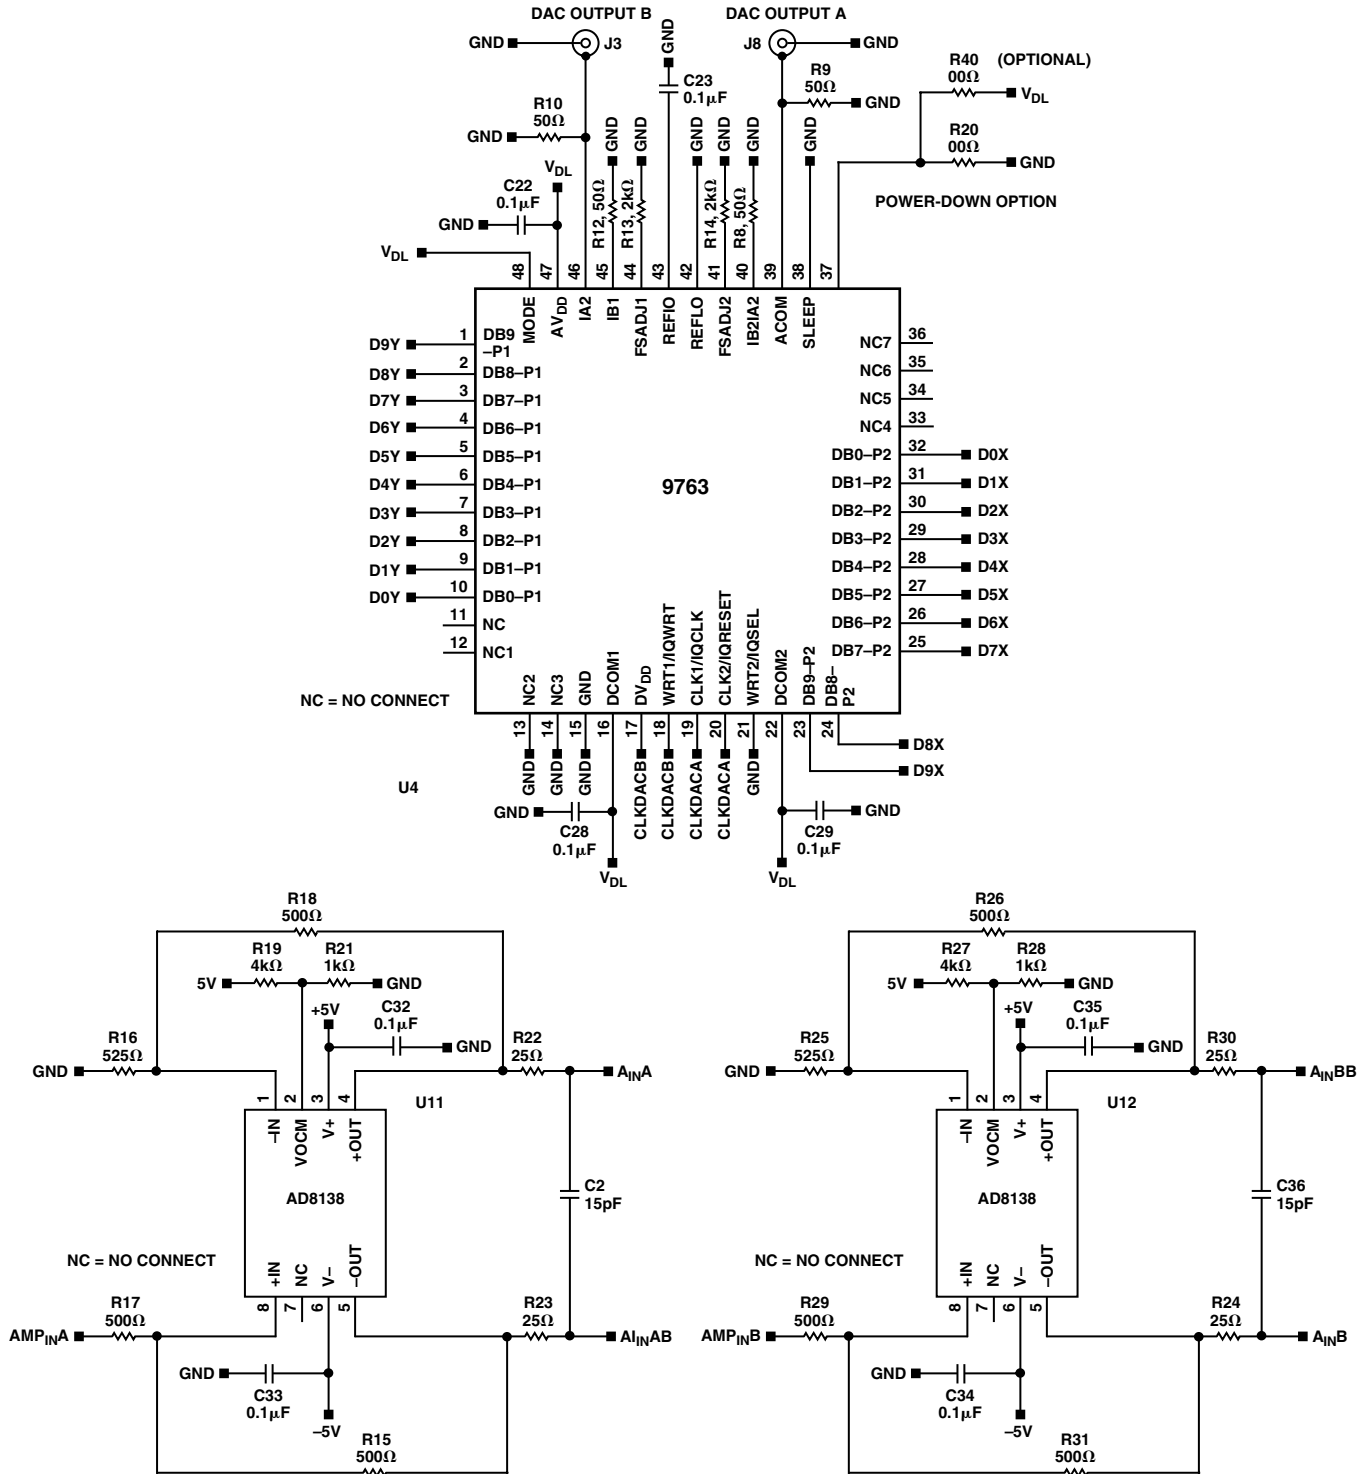 DAC OUTPUT B
DAC OUTPUT A
GND
J3
GND
J8
GND
R40
00Ω
(OPTIONAL)
VDL
C23
0.1µF
R9
50Ω
GND
R10
50Ω
GND
R20
00Ω
GND
GND
GND
GND
GND
GND
GND
VDL
C22
0.1µF
GND
R12, 50Ω
R13, 2kΩ
R14, 2kΩ
R8, 50Ω
POWER-DOWN OPTION
VDL
48
47
46
45
44
43
42
41
40
39
38
37
MODE
AVDD
IA2
IB1
FSADJ1
REFIO
REFLO
FSADJ2
IB2IA2
ACOM
SLEEP
D9Y
1
DB9
–P1
D8Y
2
DB8–P1
D7Y
3
DB7–P1
D6Y
4
DB6–P1
D5Y
5
DB5–P1
D4Y
6
DB4–P1
D3Y
7
DB3–P1
D2Y
8
DB2–P1
D1Y
9
DB1–P1
D0Y
10
DB0–P1
11
NC
12
NC1
9763
NC7
36
NC6
35
NC5
34
NC4
33
DB0–P2
32
D0X
DB1–P2
31
D1X
DB2–P2
30
D2X
DB3–P2
29
D3X
DB4–P2
28
D4X
DB5–P2
27
D5X
DB6–P2
26
D6X
DB7–P2
25
D7X
NC = NO CONNECT
NC2
NC3
GND
DCOM1
DVDD
WRT1/IQWRT
CLK1/IQCLK
CLK2/IQRESET
WRT2/IQSEL
DCOM2
DB9–P2
DB8–
P2
13
14
15
16
17
18
19
20
21
22
23
24
D8X
D9X
U4
GND
GND
GND
CLKDACB
CLKDACB
CLKDACA
CLKDACA
GND
GND
C28
0.1µF
VDL
C29
0.1µF
GND
VDL
R18
500Ω
R19
4kΩ
R21
1kΩ
5V
GND
+5V
C32
0.1µF
GND
R16
525Ω
GND
R22
25Ω
AINA
U11
1
2
3
4
–IN
VOCM
V+
+OUT
AD8138
C2
15pF
NC = NO CONNECT
+IN
NC
V–
–OUT
8
7
6
5
R17
500Ω
AMPINA
R23
25Ω
AIINAB
GND
C33
0.1µF
–5V
R15
500Ω
R26
500Ω
R27
4kΩ
R28
1kΩ
5V
GND
+5V
C35
0.1µF
GND
R25
525Ω
GND
R30
25Ω
AINBB
U12
1
2
3
4
–IN
VOCM
V+
+OUT
AD8138
C36
15pF
NC = NO CONNECT
+IN
NC
V–
–OUT
8
7
6
5
R29
500Ω
AMPINB
R24
25Ω
AINB
GND
C34
0.1µF
–5V
R31
500Ω